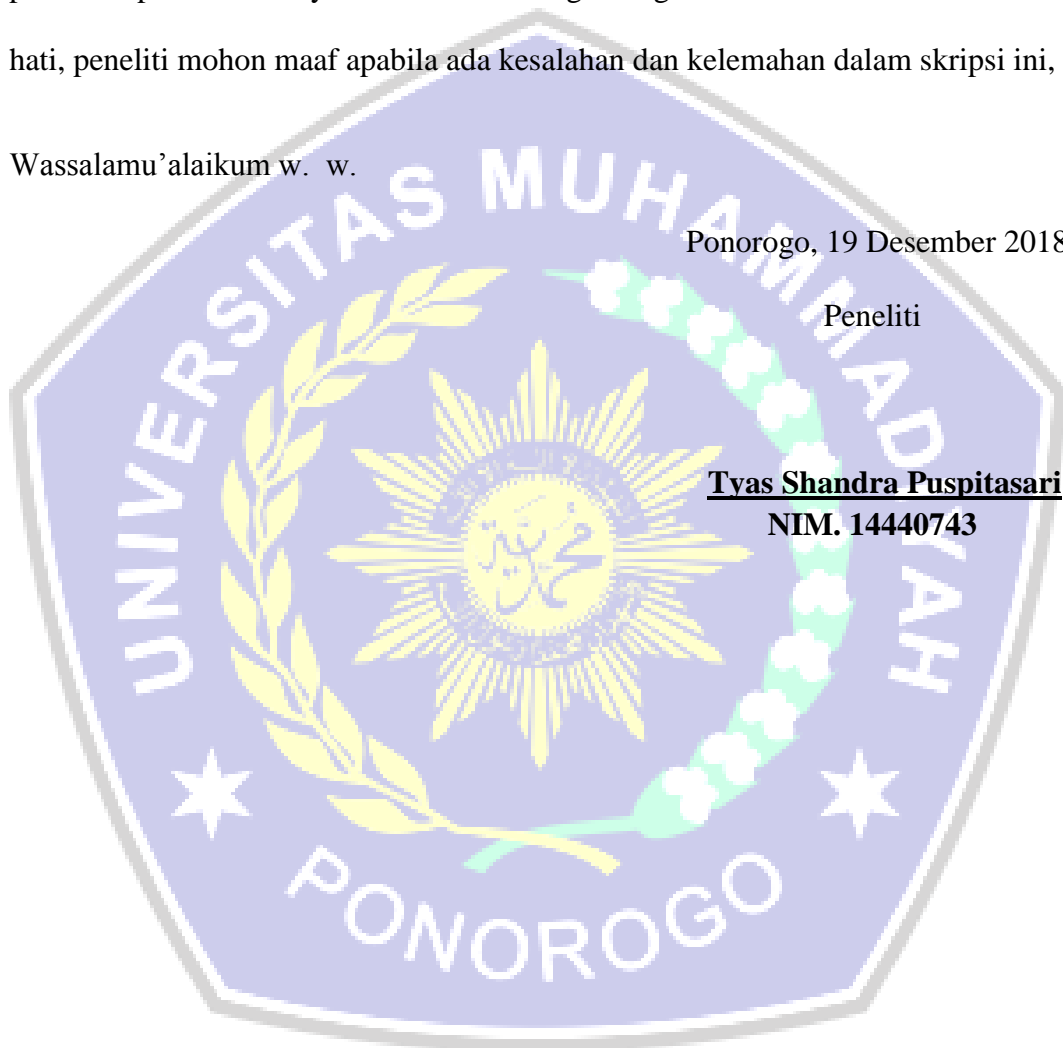 hati, peneliti mohon maaf apabila ada kesalahan dan kelemahan dalam skripsi ini,
Wassalamu’alaikum w. w.
Ponorogo, 19 Desember 2018
Peneliti
Tyas Shandra Puspitasari
NIM. 14440743
UNIVERSITAS MUHAMMADIYAH
PONOROGO